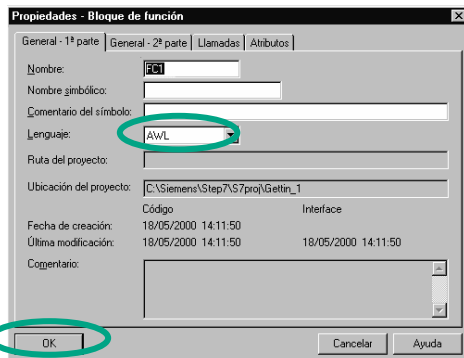 Propiedades - Bloque de función
General - 1ª parte General - 2ª parte Llamadas Atributos
Nombre: FC1
Nombre simbólico:
Comentario del símbolo:
Lenguaje: AWL
Ruta del proyecto:
Ubicación del proyecto: C:\Siemens\Step7\S7proj\Gettin_1
Código Interface
Fecha de creación: 18/05/2000 14:11:50
Última modificación: 18/05/2000 14:11:50 18/05/2000 14:11:50
Comentario:
OK Cancelar Ayuda